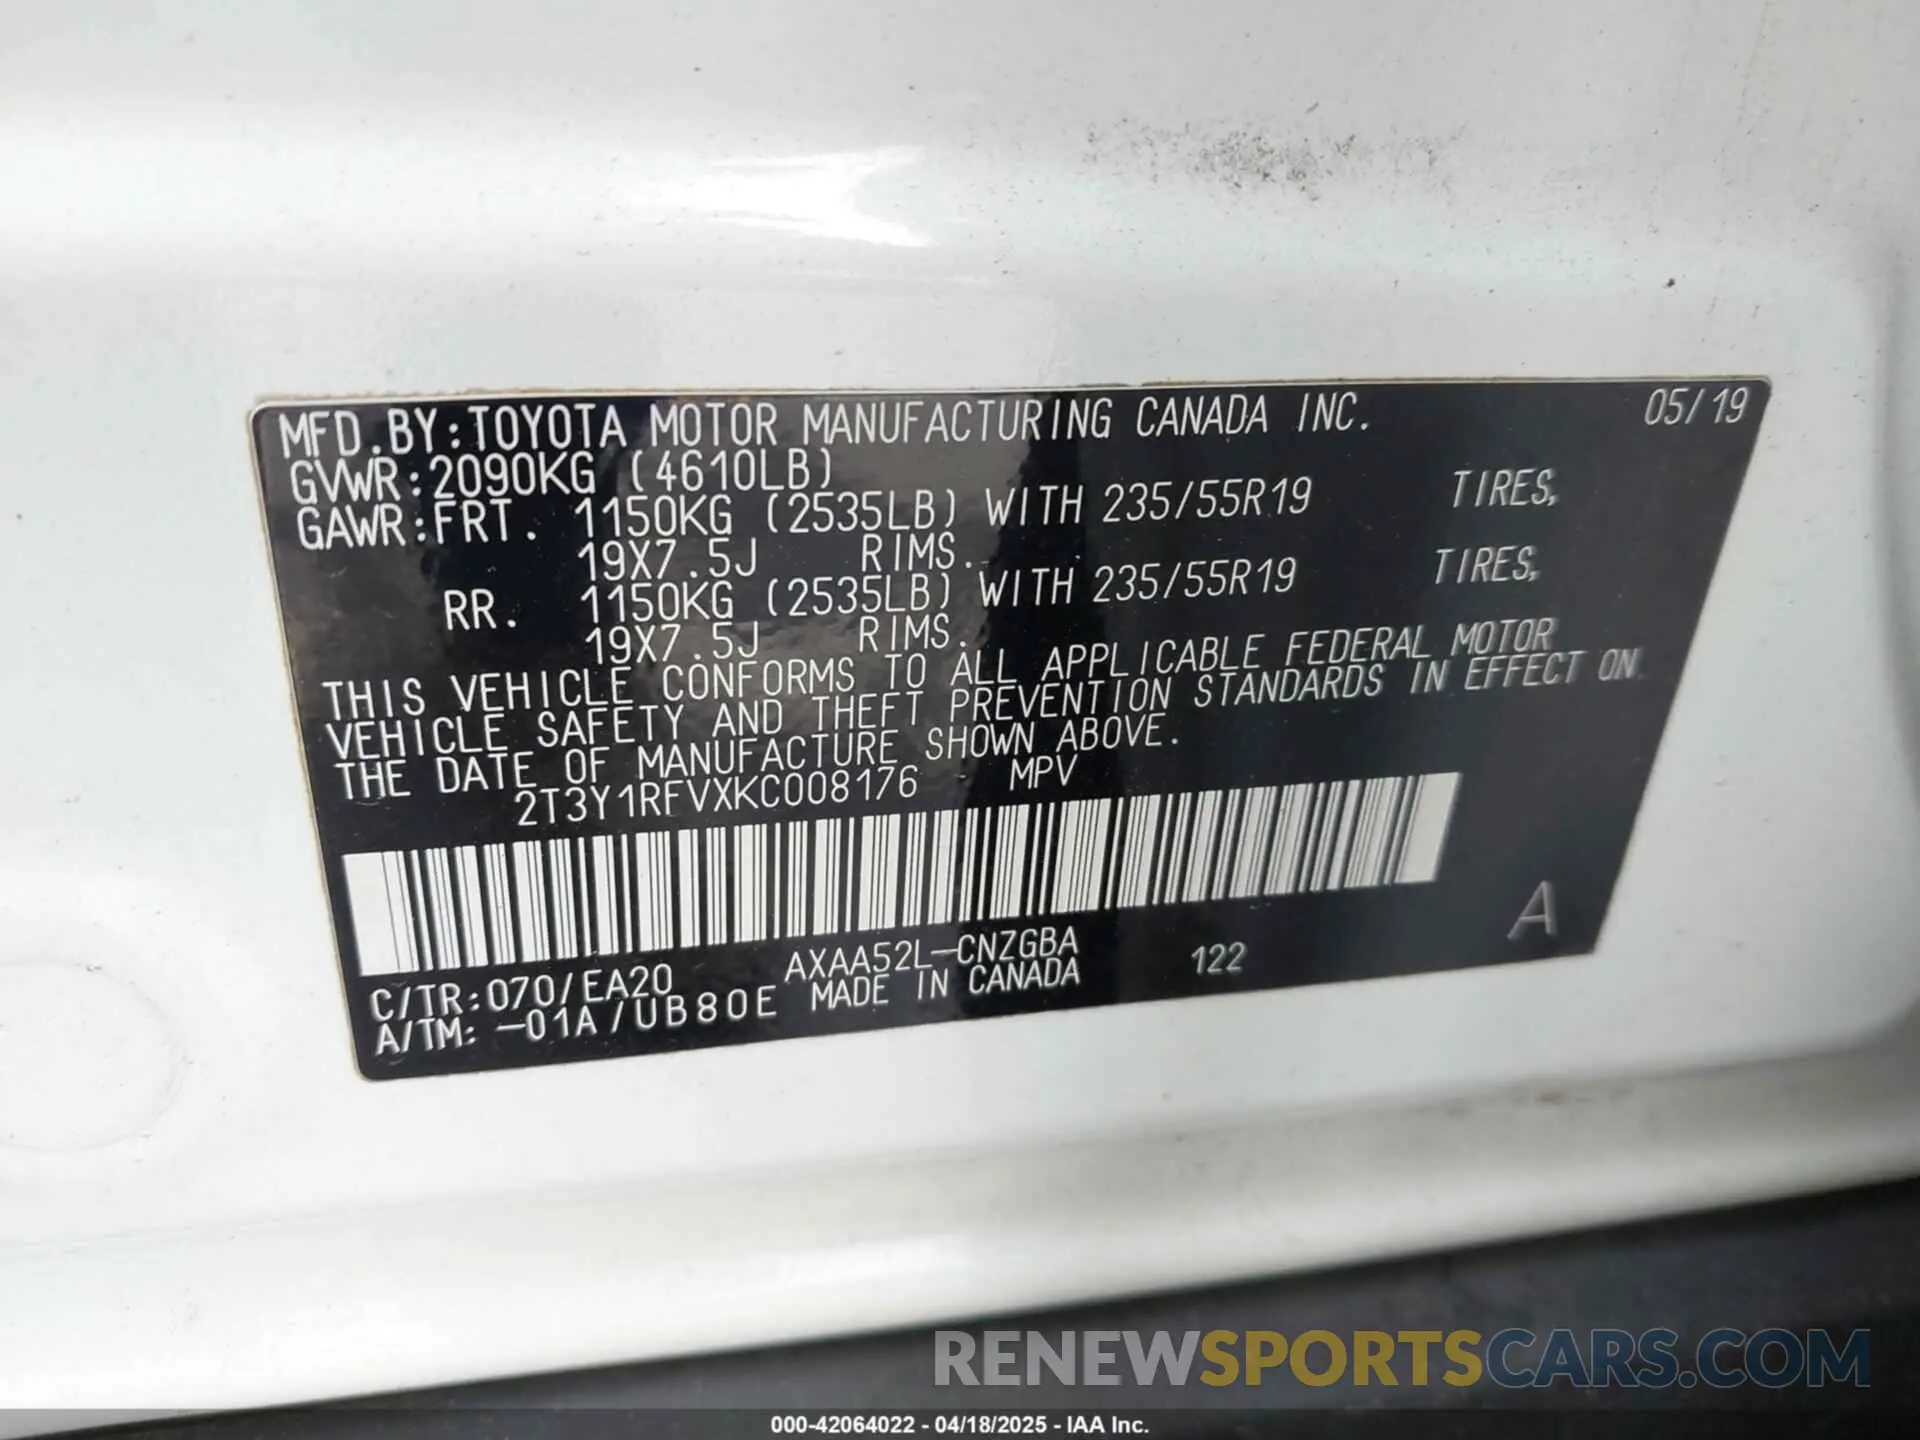 MFD.BY:TOYOTA MOTOR MANUFACTURING CANADA INC. 05/19
GVWR:2090KG (4610LB)
GAWR:FRT. 1150KG (2535LB) WITH 235/55R19 TIRES,
19X7.5J RIMS.
RR. 1150KG (2535LB) WITH 235/55R19 TIRES,
19X7.5J RIMS.
THIS VEHICLE CONFORMS TO ALL APPLICABLE FEDERAL MOTOR
VEHICLE SAFETY AND THEFT PREVENTION STANDARDS IN EFFECT ON
THE DATE OF MANUFACTURE SHOWN ABOVE.
2T3Y1RFVXKC008176 MPV
A
C/TR:070/EA20 AXAA52L-CNZGBA 122
A/TM: -01A/UB80E MADE IN CANADA
RENEWSPORTSCARS.COM
000-42064022 - 04/18/2025 - IAA Inc.